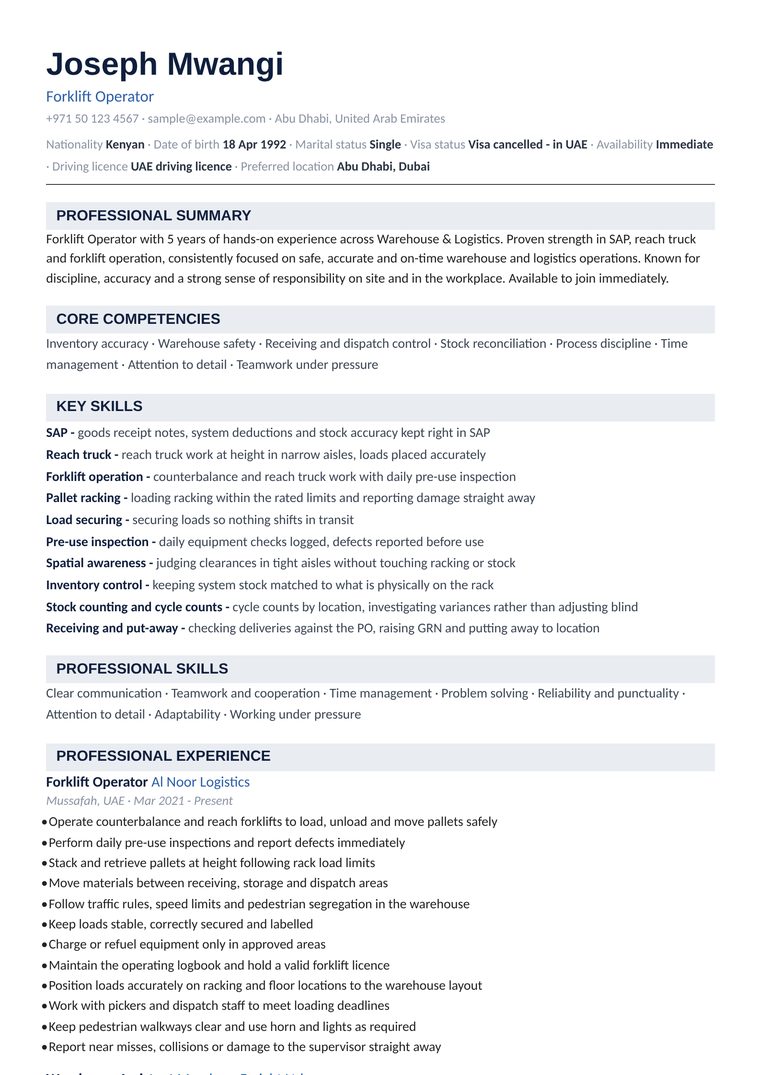 Joseph Mwangi
Forklift Operator
+971 50 123 4567 · sample@example.com · Abu Dhabi, United Arab Emirates
Nationality Kenyan · Date of birth 18 Apr 1992 · Marital status Single · Visa status Visa cancelled - in UAE · Availability Immediate
· Driving licence UAE driving licence · Preferred location Abu Dhabi, Dubai
PROFESSIONAL SUMMARY
Forklift Operator with 5 years of hands-on experience across Warehouse & Logistics. Proven strength in SAP, reach truck
and forklift operation, consistently focused on safe, accurate and on-time warehouse and logistics operations. Known for
discipline, accuracy and a strong sense of responsibility on site and in the workplace. Available to join immediately.
CORE COMPETENCIES
Inventory accuracy · Warehouse safety · Receiving and dispatch control · Stock reconciliation · Process discipline · Time
management · Attention to detail · Teamwork under pressure
KEY SKILLS
SAP - goods receipt notes, system deductions and stock accuracy kept right in SAP
Reach truck - reach truck work at height in narrow aisles, loads placed accurately
Forklift operation - counterbalance and reach truck work with daily pre-use inspection
Pallet racking - loading racking within the rated limits and reporting damage straight away
Load securing - securing loads so nothing shifts in transit
Pre-use inspection - daily equipment checks logged, defects reported before use
Spatial awareness - judging clearances in tight aisles without touching racking or stock
Inventory control - keeping system stock matched to what is physically on the rack
Stock counting and cycle counts - cycle counts by location, investigating variances rather than adjusting blind
Receiving and put-away - checking deliveries against the PO, raising GRN and putting away to location
PROFESSIONAL SKILLS
Clear communication · Teamwork and cooperation · Time management · Problem solving · Reliability and punctuality ·
Attention to detail · Adaptability · Working under pressure
PROFESSIONAL EXPERIENCE
Forklift Operator Al Noor Logistics
Mussafah, UAE · Mar 2021 - Present
•Operate counterbalance and reach forklifts to load, unload and move pallets safely
•Perform daily pre-use inspections and report defects immediately
•Stack and retrieve pallets at height following rack load limits
•Move materials between receiving, storage and dispatch areas
•Follow traffic rules, speed limits and pedestrian segregation in the warehouse
•Keep loads stable, correctly secured and labelled
•Charge or refuel equipment only in approved areas
•Maintain the operating logbook and hold a valid forklift licence
•Position loads accurately on racking and floor locations to the warehouse layout
•Work with pickers and dispatch staff to meet loading deadlines
•Keep pedestrian walkways clear and use horn and lights as required
•Report near misses, collisions or damage to the supervisor straight away